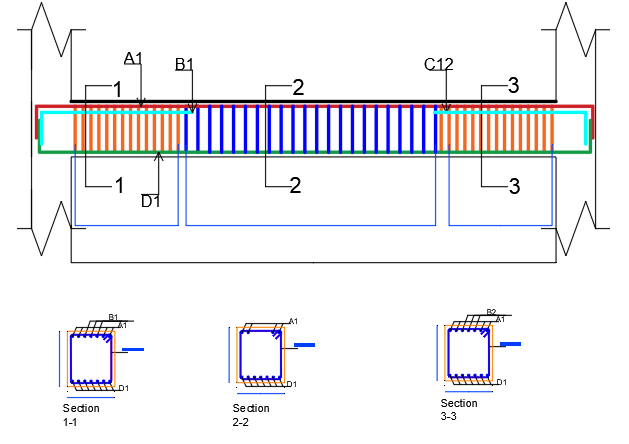 A1
B1
C12
1
2
3
1
2
3
D1
B1
A1
D1
Section
1-1
A1
D1
Section
2-2
B2
A1
D1
Section
3-3